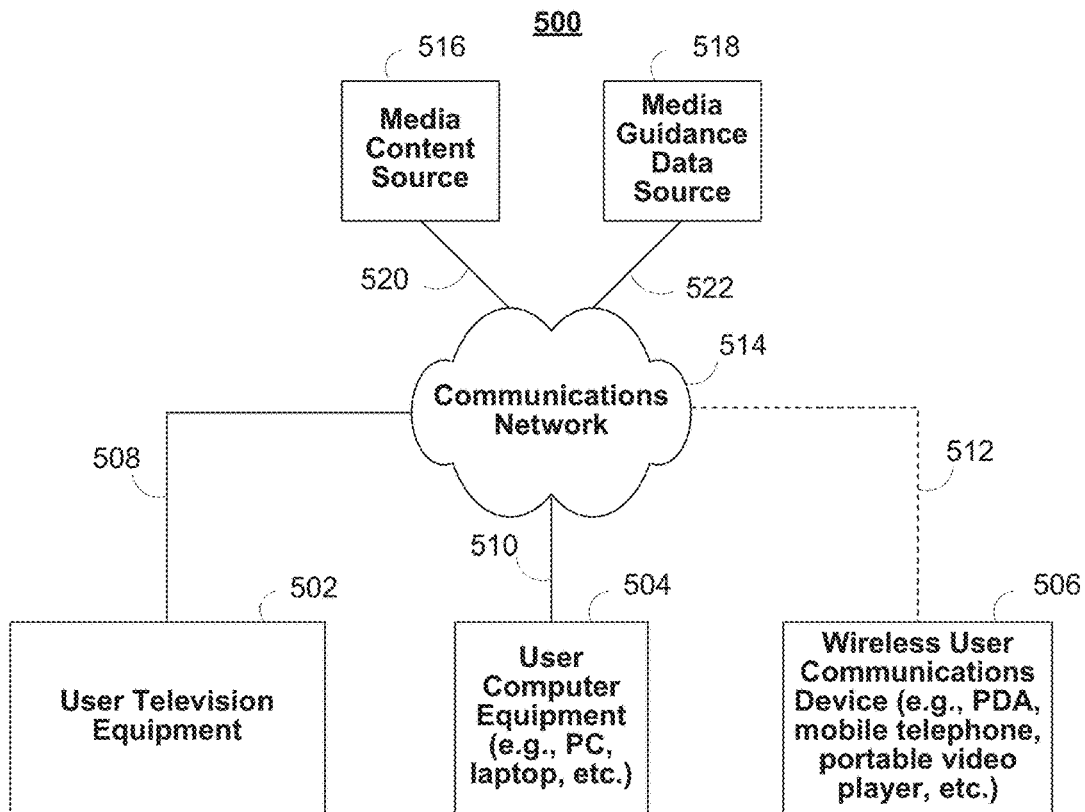 500
516
518
Media
Content
Source
Media
Guidance
Data
Source
520
522
514
Communications
Network
508
512
510
502
504
506
User Television
Equipment
User
Computer
Equipment
(e.g., PC,
laptop, etc.)
Wireless User
Communications
Device (e.g., PDA,
mobile telephone,
portable video
player, etc.)